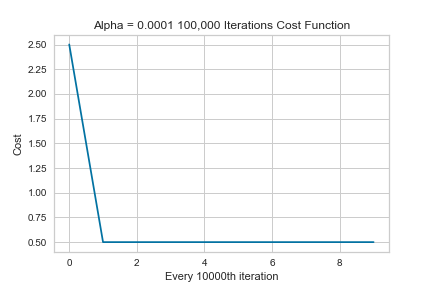 Alpha = 0.0001 100,000 Iterations Cost Function
2.50
2.25
2.00
1.75
1.50
1.25
1.00
0.75
0.50
Cost
0 2 4 6 8
Every 10000th iteration